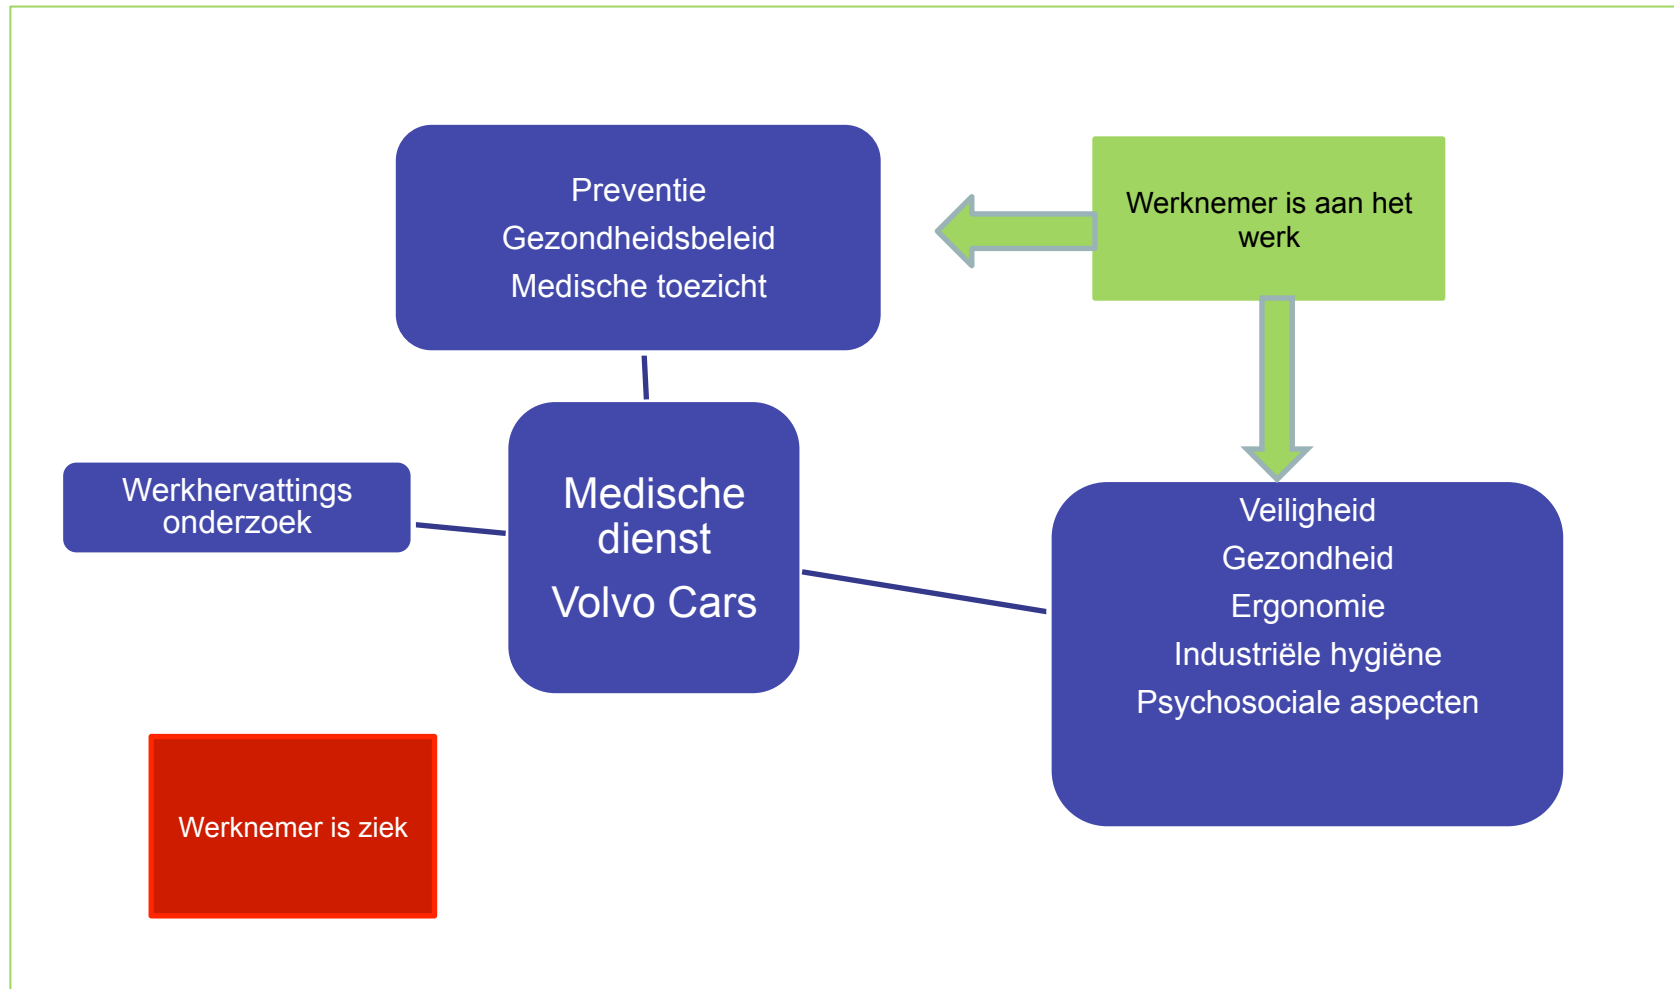 Preventie
Gezondheidsbeleid
Medische toezicht
Werknemer is aan het
werk
Werkhervattings
onderzoek
Medische
dienst
Volvo Cars
Veiligheid
Gezondheid
Ergonomie
Industriële hygiëne
Psychosociale aspecten
Werknemer is ziek